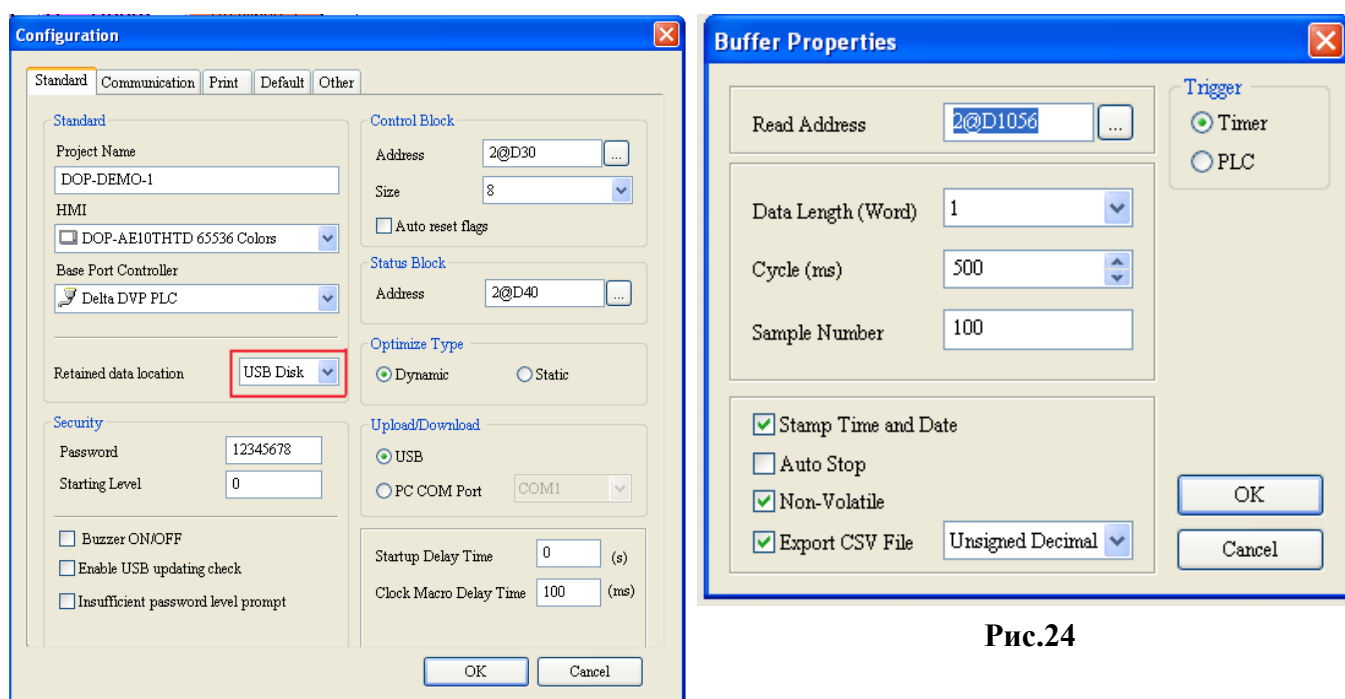 Configuration
Standard Communication Print Default Other
Standard
Project Name
DOP-DEMO-1
HMI
DOP-AE10THTD 65536 Colors
Base Port Controller
Delta DVP PLC
Retained data location USB Disk
Security
Password 12345678
Starting Level 0
Buzzer ON/OFF
Enable USB updating check
Insufficient password level prompt
Control Block
Address 2@D30 ...
Size 8
Auto reset flags
Status Block
Address 2@D40 ...
Optimize Type
Dynamic Static
Upload/Download
USB
PC COM Port COM1
Startup Delay Time 0 (s)
Clock Macro Delay Time 100 (ms)
OK Cancel
Buffer Properties
Read Address 2@D1056 ...
Data Length (Word) 1
Cycle (ms) 500
Sample Number 100
Stamp Time and Date
Auto Stop
Non-Volatile
Export CSV File Unsigned Decimal
Trigger
Timer
PLC
OK
Cancel
Рис.24